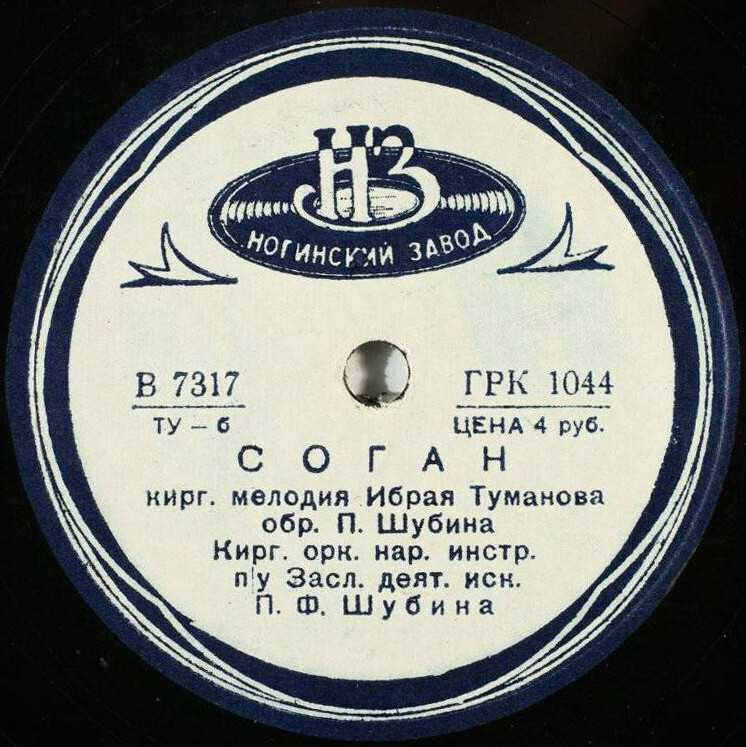 НЗ
НОГИНСКИЙ ЗАВОД
В 7317 ГРК 1044
ТУ – б ЦЕНА 4 руб.
СОГАН
кирг. мелодия Ибрая Туманова
обр. П. Шубина
Кирг. орк. нар. инстр.
п/у Засл. деят. иск.
П. Ф. Шубина